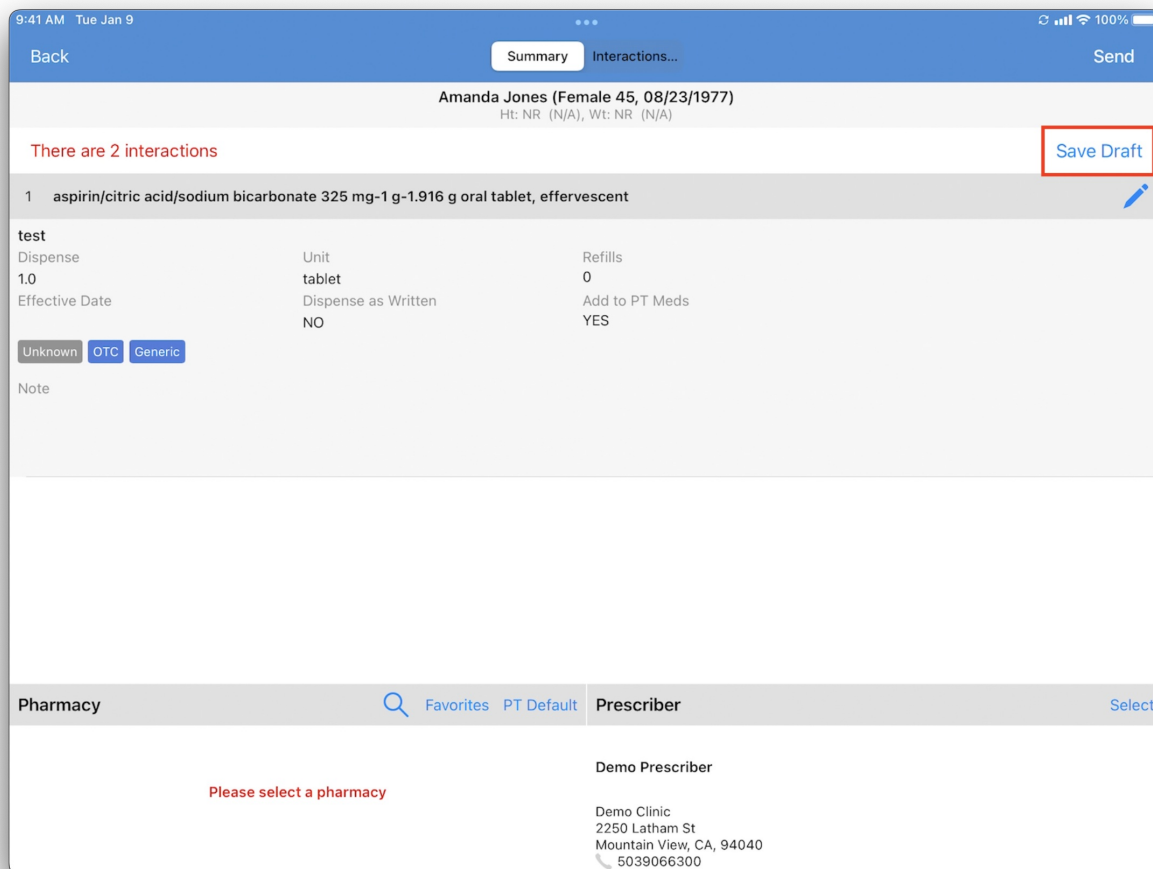 9:41 AM Tue Jan 9 100%
Back Summary Interactions... Send
Amanda Jones (Female 45, 08/23/1977)
Ht: NR (N/A), Wt: NR (N/A)
There are 2 interactions Save Draft
1 aspirin/citric acid/sodium bicarbonate 325 mg-1 g-1.916 g oral tablet, effervescent
test
Dispense Unit Refills
1.0 tablet 0
Effective Date Dispense as Written Add to PT Meds
NO YES
Unknown OTC Generic
Note
Pharmacy Favorites PT Default Prescriber Select
Demo Prescriber
Please select a pharmacy
Demo Clinic
2250 Latham St
Mountain View, CA, 94040
5039066300